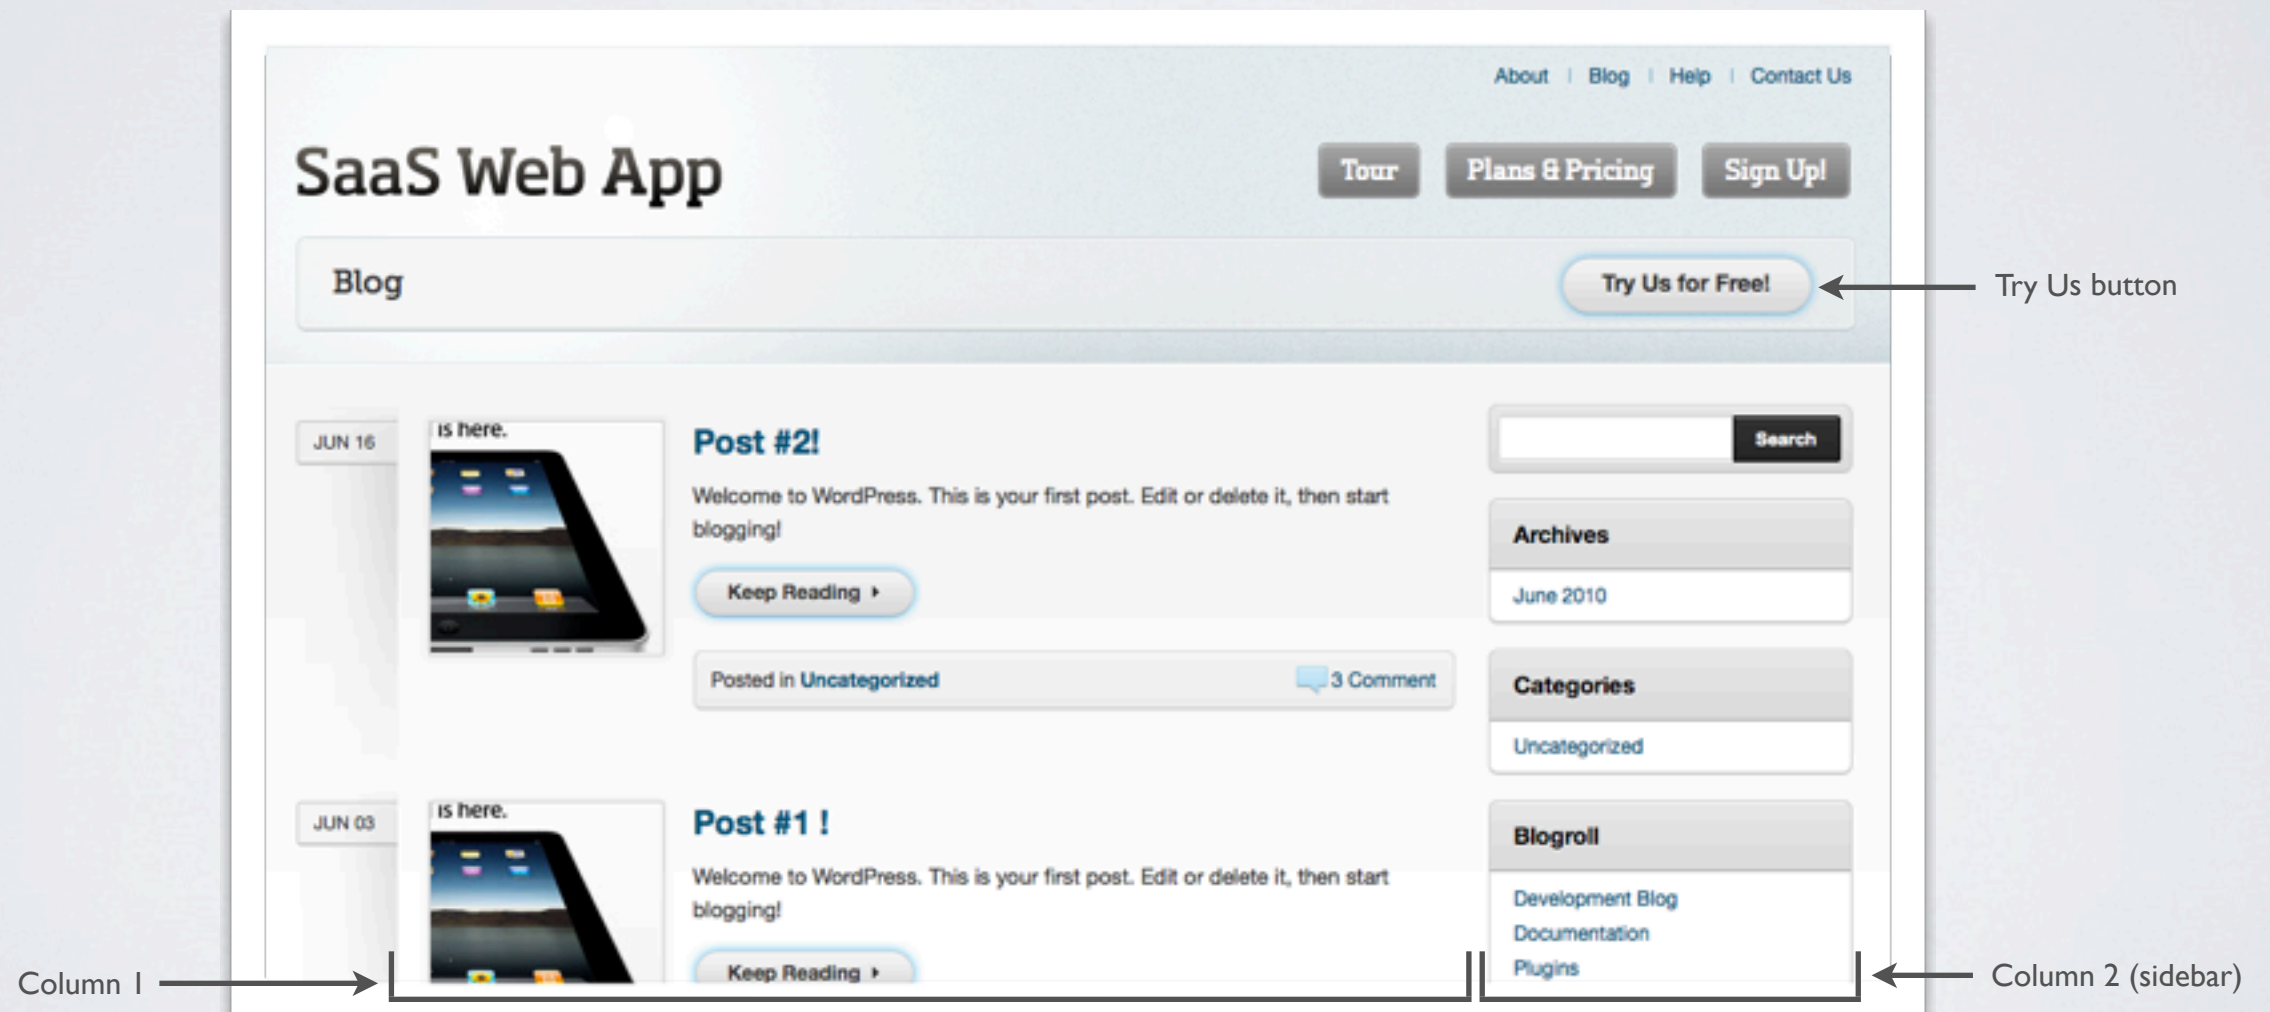 About | Blog | Help | Contact Us
SaaS Web App
Tour
Plans & Pricing
Sign Up!
Blog
Try Us for Free!
Try Us button
JUN 16
is here.
Post #2!
Welcome to WordPress. This is your first post. Edit or delete it, then start
blogging!
Keep Reading
Posted in Uncategorized
3 Comment
Search
Archives
June 2010
Categories
Uncategorized
JUN 03
is here.
Post #1 !
Welcome to WordPress. This is your first post. Edit or delete it, then start
blogging!
Keep Reading
Blogroll
Development Blog
Documentation
Plugins
Column 1
Column 2 (sidebar)